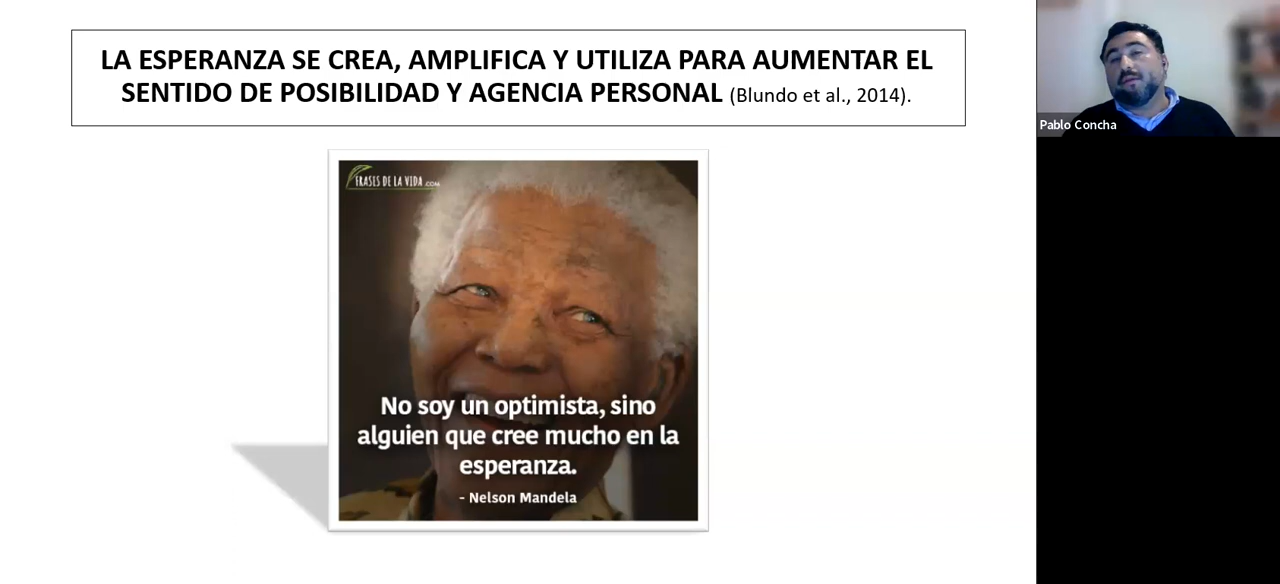 LA ESPERANZA SE CREA, AMPLIFICA Y UTILIZA PARA AUMENTAR EL
SENTIDO DE POSIBILIDAD Y AGENCIA PERSONAL (Blundo et al., 2014).
Pablo Concha
FRASES DE LA VIDA .COM
No soy un optimista, sino
alguien que cree mucho en la
esperanza.
- Nelson Mandela